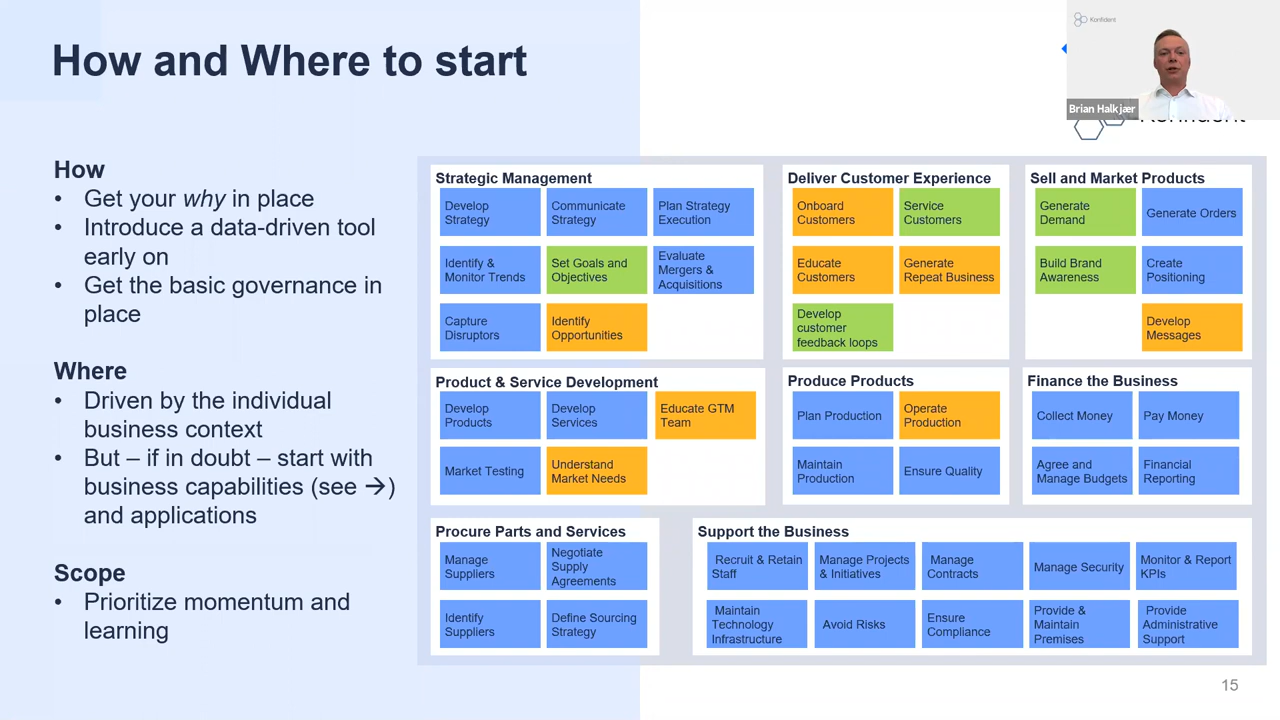 How and Where to start
Konfident
Brian Halkjær
How
• Get your why in place
• Introduce a data-driven tool
early on
• Get the basic governance in
place
Where
• Driven by the individual
business context
• But – if in doubt – start with
business capabilities (see →)
and applications
Scope
• Prioritize momentum and
learning
Strategic Management
Develop
Strategy
Communicate
Strategy
Plan Strategy
Execution
Identify &
Monitor Trends
Set Goals and
Objectives
Evaluate
Mergers &
Acquisitions
Capture
Disruptors
Identify
Opportunities
Deliver Customer Experience
Onboard
Customers
Service
Customers
Educate
Customers
Generate
Repeat Business
Develop
customer
feedback loops
Sell and Market Products
Generate
Demand
Generate Orders
Build Brand
Awareness
Create
Positioning
Develop
Messages
Product & Service Development
Develop
Products
Develop
Services
Educate GTM
Team
Market Testing
Understand
Market Needs
Produce Products
Plan Production
Operate
Production
Maintain
Production
Ensure Quality
Finance the Business
Collect Money
Pay Money
Agree and
Manage Budgets
Financial
Reporting
Procure Parts and Services
Manage
Suppliers
Negotiate
Supply
Agreements
Identify
Suppliers
Define Sourcing
Strategy
Support the Business
Recruit & Retain
Staff
Manage Projects
& Initiatives
Manage
Contracts
Manage Security
Monitor & Report
KPIs
Maintain
Technology
Infrastructure
Avoid Risks
Ensure
Compliance
Provide &
Maintain
Premises
Provide
Administrative
Support
15